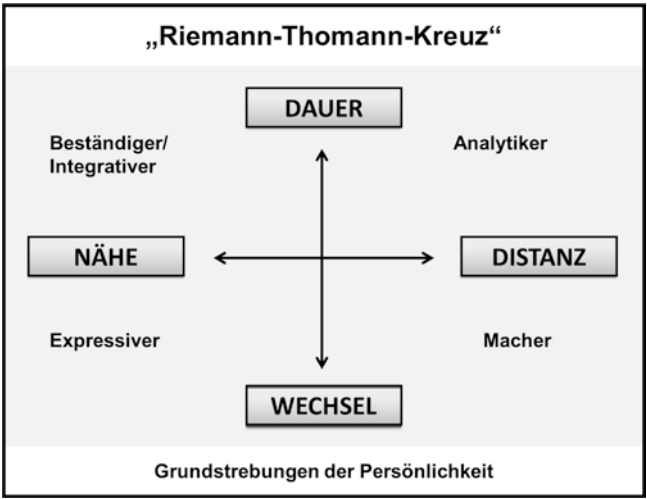 „Riemann-Thomann-Kreuz“
DAUER
Beständiger/
Integrativer
Analytiker
NÄHE
DISTANZ
Expressiver
Macher
WECHSEL
Grundstrebungen der Persönlichkeit